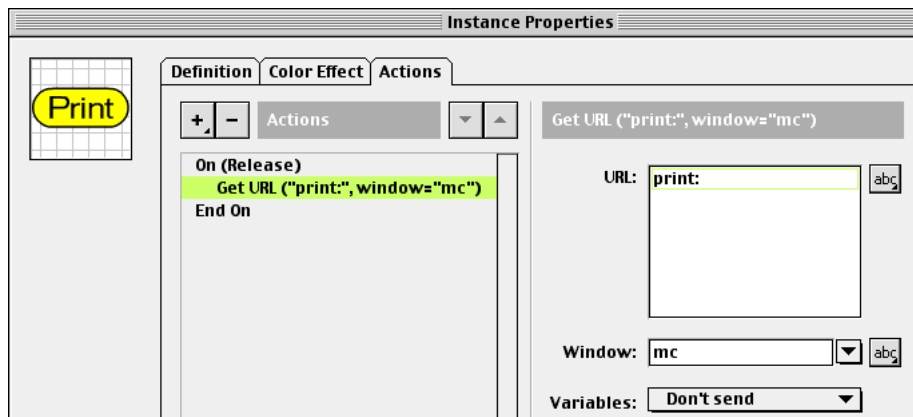 Instance Properties
Print
Definition Color Effect Actions
+ - Actions
Get URL ("print:", window="mc")
On (Release)
Get URL ("print:", window="mc")
End On
URL: print: abc
Window: mc abc
Variables: Don't send